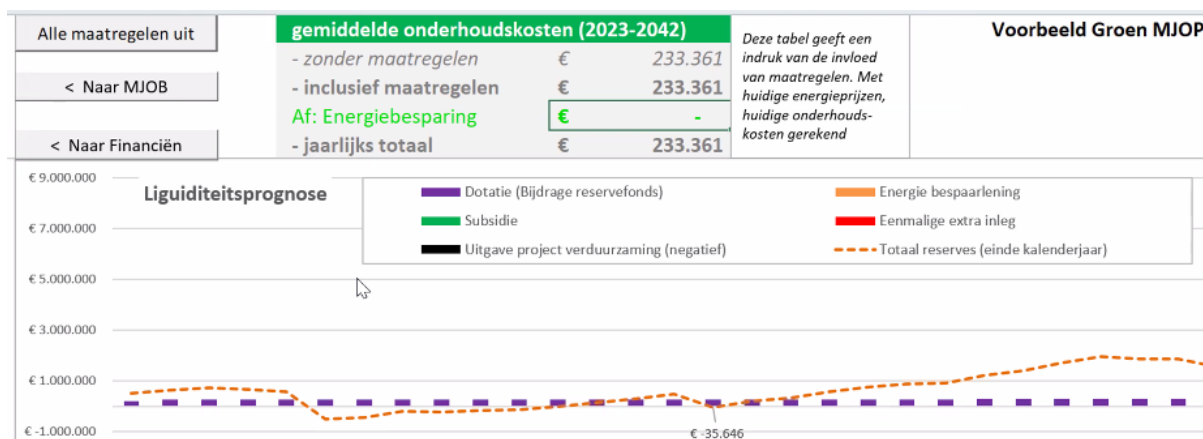 Alle maatregelen uit
< Naar MJOB
< Naar Financiën
gemiddelde onderhoudskosten (2023-2042)
- zonder maatregelen € 233.361
- inclusief maatregelen € 233.361
Af: Energiebesparing € -
- jaarlijks totaal € 233.361
Deze tabel geeft een
indruk van de invloed
van maatregelen. Met
huidige energieprijzen,
huidige onderhouds-
kosten gerekend
Voorbeeld Groen MJOP
Liguiditeitsprognose
Dotatie (Bijdrage reservefonds)
Energie bespaarlening
Subsidie
Eenmalige extra inleg
Uitgave project verduurzaming (negatief)
Totaal reserves (einde kalenderjaar)
€ 9.000.000
€ 7.000.000
€ 5.000.000
€ 3.000.000
€ 1.000.000
€ -1.000.000
€ -35.646